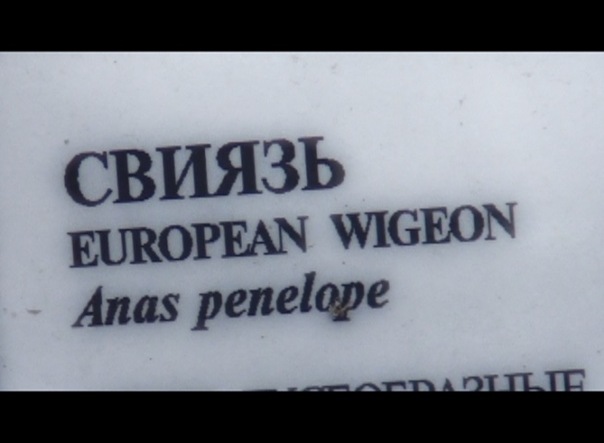 СВИЯЗЬ
EUROPEAN WIGEON
Anas penelope